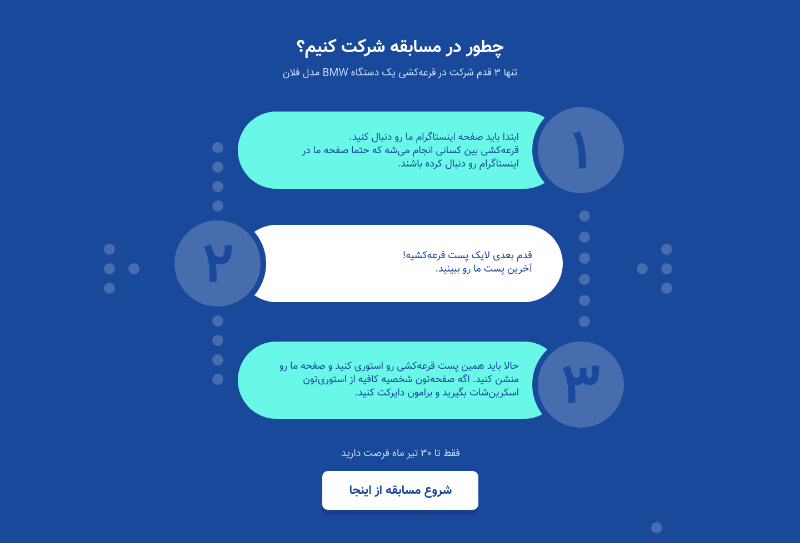 چطور در مسابقه شرکت کنیم؟
تنها ۳ قدم شرکت در قرعه‌کشی یک دستگاه BMW مدل فلان
۱
ابتدا باید صفحه اینستاگرام ما رو دنبال کنید.
قرعه‌کشی بین کسانی انجام می‌شه که حتما صفحه ما در
اینستاگرام رو دنبال کرده باشند.
۲
قدم بعدی لایک پست قرعه‌کشیه!
آخرین پست ما رو ببینید.
۳
حالا باید همین پست قرعه‌کشی رو استوری کنید و صفحه ما رو
منشن کنید. اگه صفحه‌تون شخصیه کافیه از استوری‌تون
اسکرین‌شات بگیرید و برامون دایرکت کنید.
فقط تا ۳۰ تیر ماه فرصت دارید
شروع مسابقه از اینجا